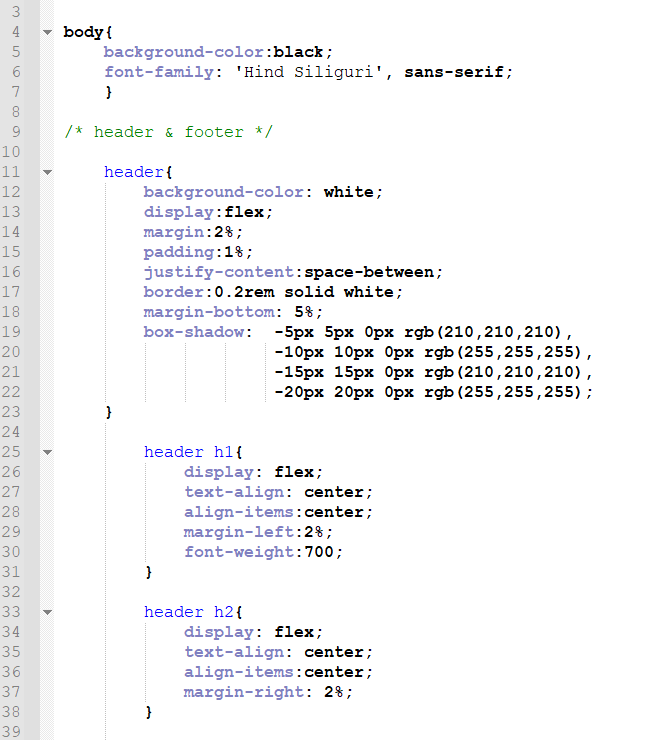 3
4 body{
5 background-color:black;
6 font-family: 'Hind Siliguri', sans-serif;
7 }
8
9 /* header & footer */
10
11 header{
12 background-color: white;
13 display:flex;
14 margin:2%;
15 padding:1%;
16 justify-content:space-between;
17 border:0.2rem solid white;
18 margin-bottom: 5%;
19 box-shadow: -5px 5px 0px rgb(210,210,210),
20 -10px 10px 0px rgb(255,255,255),
21 -15px 15px 0px rgb(210,210,210),
22 -20px 20px 0px rgb(255,255,255);
23 }
24
25 header h1{
26 display: flex;
27 text-align: center;
28 align-items:center;
29 margin-left:2%;
30 font-weight:700;
31 }
32
33 header h2{
34 display: flex;
35 text-align: center;
36 align-items:center;
37 margin-right: 2%;
38 }
39